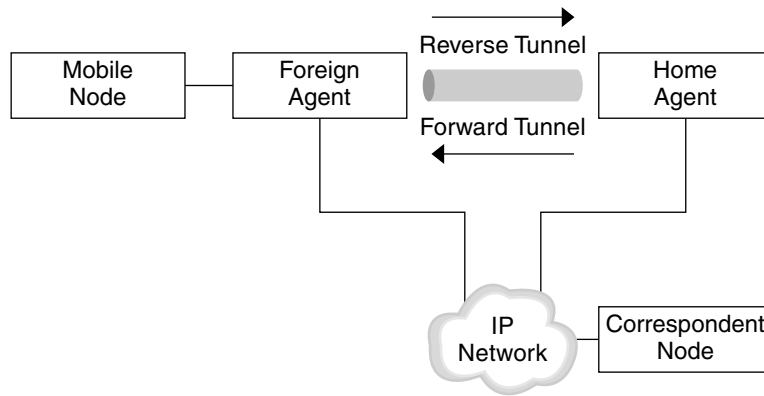 Reverse Tunnel
Mobile
Node
Foreign
Agent
Home
Agent
Forward Tunnel
IP
Network
Correspondent
Node